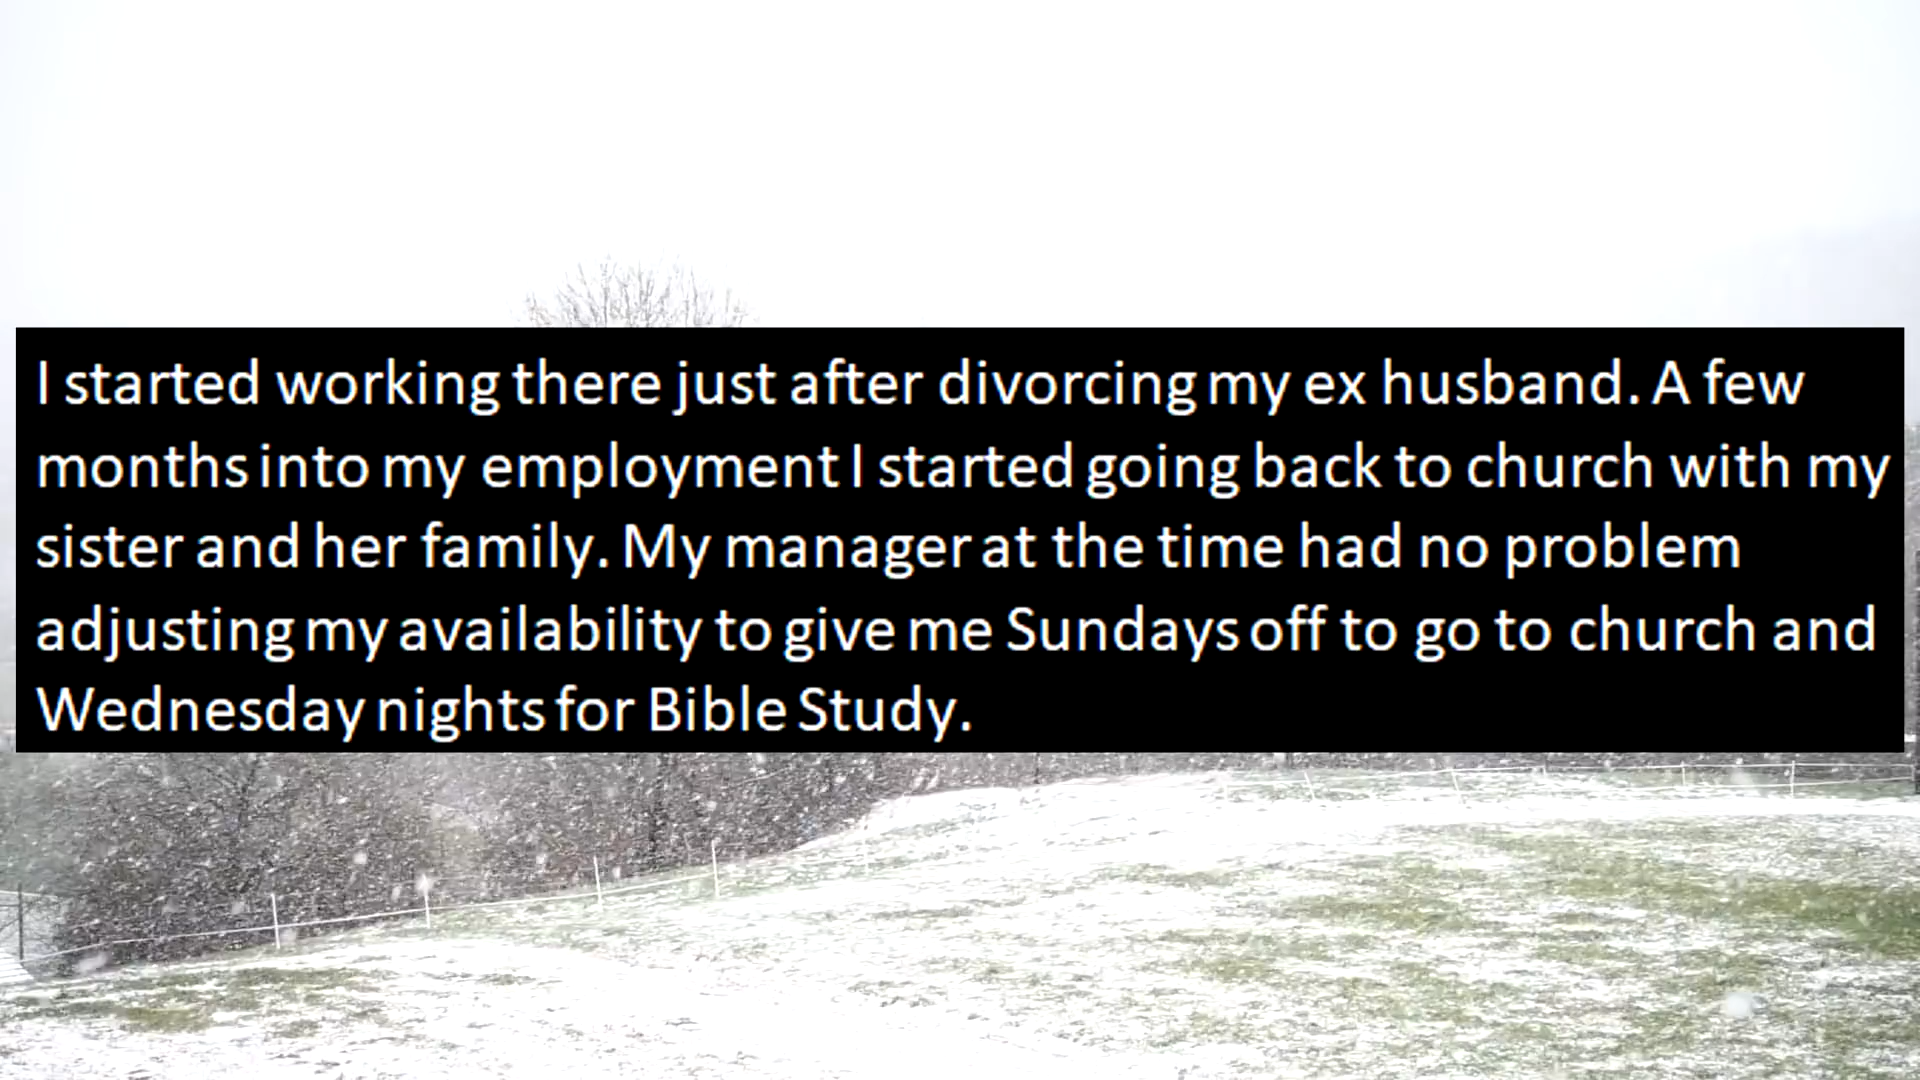 I started working there just after divorcing my ex husband. A few
months into my employment I started going back to church with my
sister and her family. My manager at the time had no problem
adjusting my availability to give me Sundays off to go to church and
Wednesday nights for Bible Study.